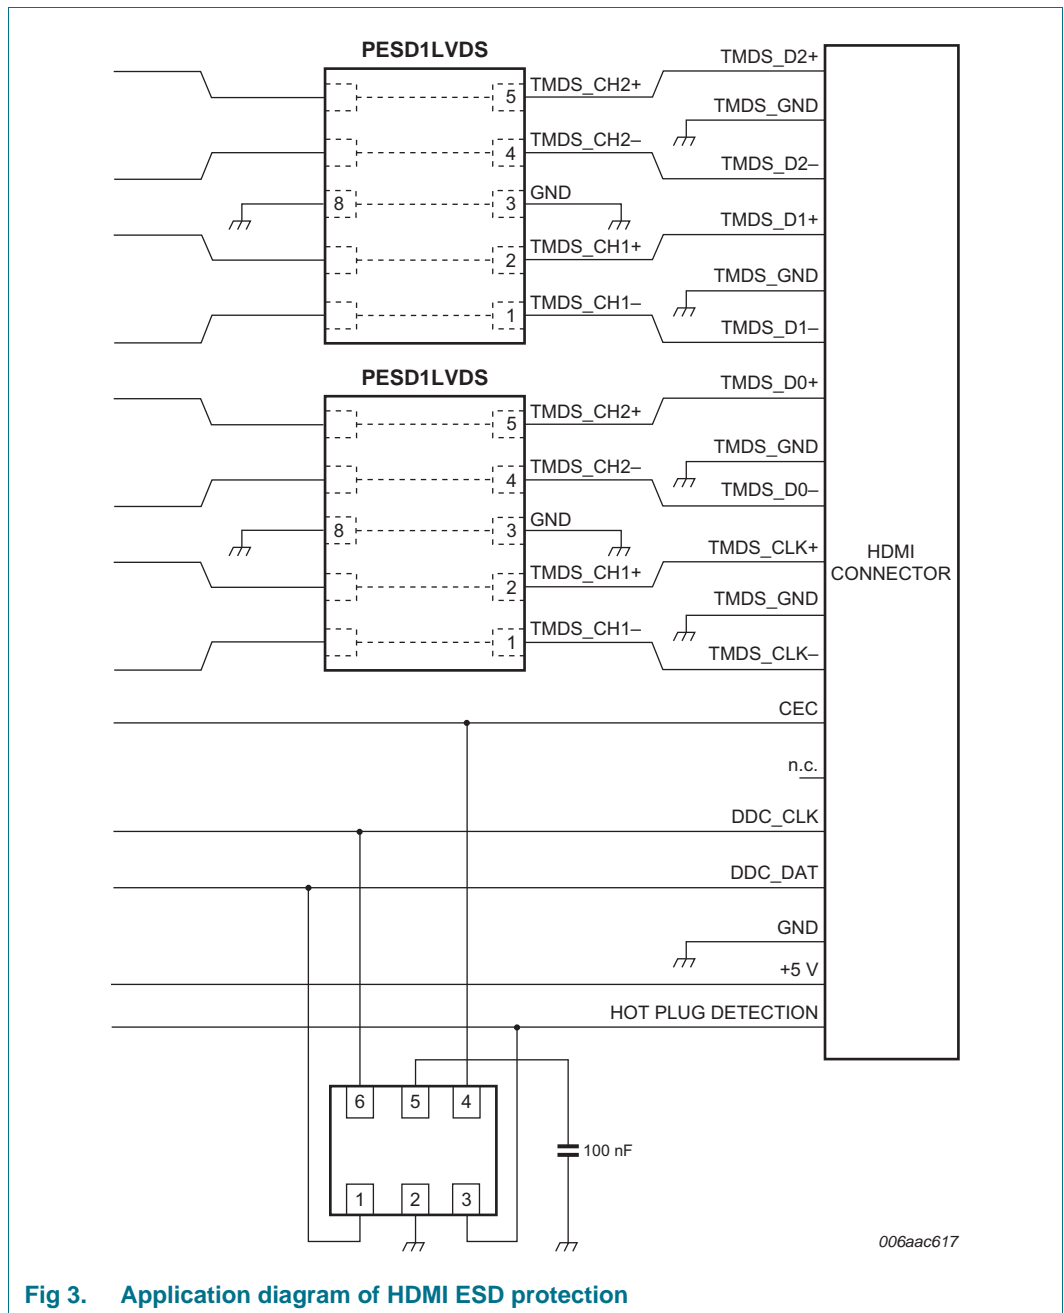 PESD1LVDS
TMDS_D2+
5 TMDS_CH2+
TMDS_GND
4 TMDS_CH2–
TMDS_D2–
8 3 GND
TMDS_D1+
2 TMDS_CH1+
TMDS_GND
1 TMDS_CH1–
TMDS_D1–
PESD1LVDS
TMDS_D0+
5 TMDS_CH2+
TMDS_GND
4 TMDS_CH2–
TMDS_D0–
8 3 GND
TMDS_CLK+
HDMI
CONNECTOR
2 TMDS_CH1+
TMDS_GND
1 TMDS_CH1–
TMDS_CLK–
CEC
n.c.
DDC_CLK
DDC_DAT
GND
+5 V
HOT PLUG DETECTION
6 5 4
100 nF
1 2 3
006aac617
Fig 3. Application diagram of HDMI ESD protection